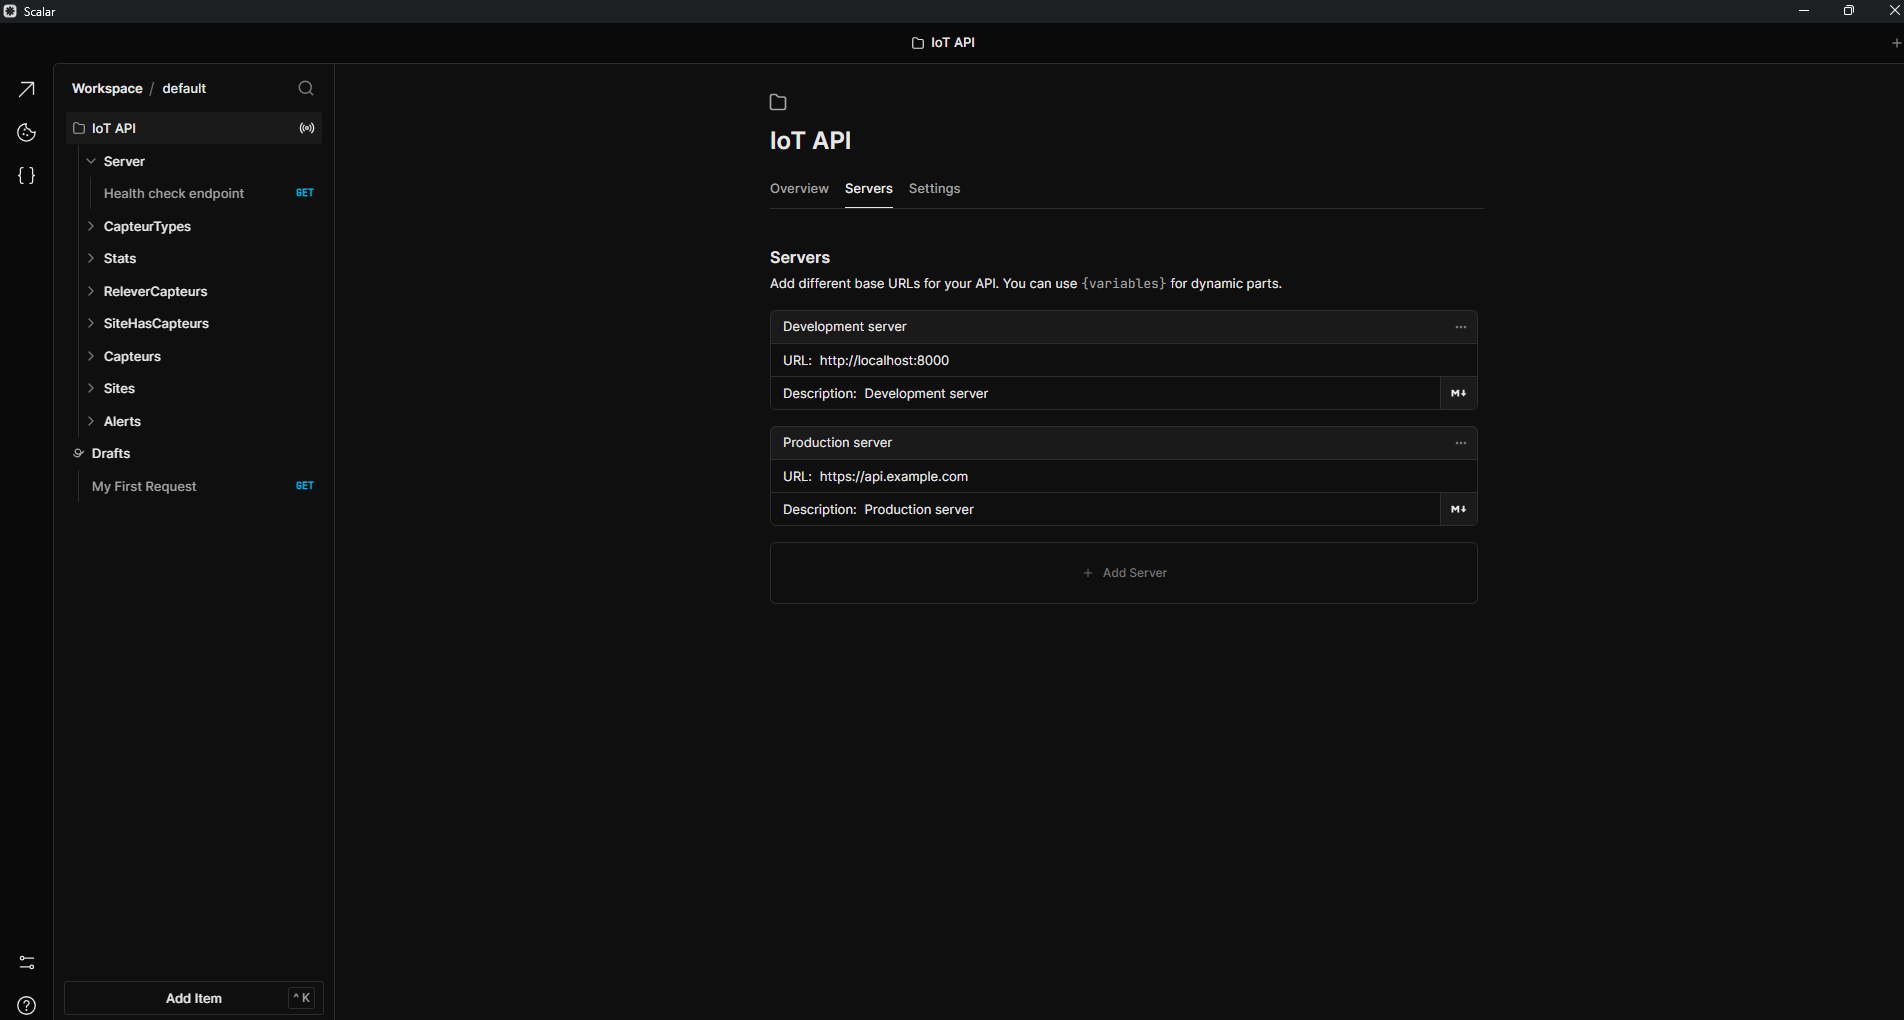 Scalar
IoT API
Workspace / default
IoT API
Server
Health check endpoint GET
CapteurTypes
Stats
ReleverCapteurs
SiteHasCapteurs
Capteurs
Sites
Alerts
Drafts
My First Request GET
Add Item ^ K
IoT API
Overview Servers Settings
Servers
Add different base URLs for your API. You can use {variables} for dynamic parts.
Development server
URL: http://localhost:8000
Description: Development server M↓
Production server
URL: https://api.example.com
Description: Production server M↓
+ Add Server